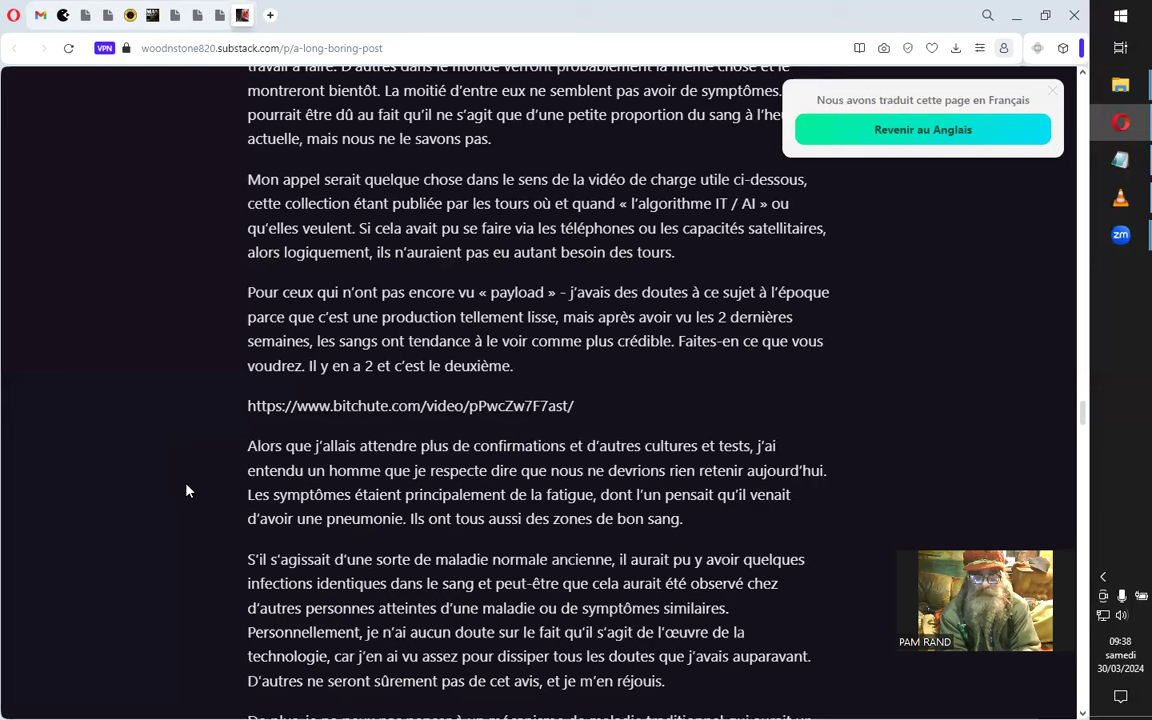 woodnstone820.substack.com/p/a-long-boring-post
VPN
travail à faire. D'autres dans le monde verront probablement la même chose et le
montreront bientôt. La moitié d'entre eux ne semblent pas avoir de symptômes.
pourrait être dû au fait qu'il ne s'agit que d'une petite proportion du sang à l'heu
actuelle, mais nous ne le savons pas.
Nous avons traduit cette page en Français
Revenir au Anglais
Mon appel serait quelque chose dans le sens de la vidéo de charge utile ci-dessous,
cette collection étant publiée par les tours où et quand « l'algorithme IT / AI » ou
qu'elles veulent. Si cela avait pu se faire via les téléphones ou les capacités satellitaires,
alors logiquement, ils n'auraient pas eu autant besoin des tours.
Pour ceux qui n'ont pas encore vu « payload » - j'avais des doutes à ce sujet à l'époque
parce que c'est une production tellement lisse, mais après avoir vu les 2 dernières
semaines, les sangs ont tendance à le voir comme plus crédible. Faites-en ce que vous
voudrez. Il y en a 2 et c'est le deuxième.
https://www.bitchute.com/video/pPwcZw7F7ast/
Alors que j'allais attendre plus de confirmations et d'autres cultures et tests, j'ai
entendu un homme que je respecte dire que nous ne devrions rien retenir aujourd'hui.
Les symptômes étaient principalement de la fatigue, dont l'un pensait qu'il venait
d'avoir une pneumonie. Ils ont tous aussi des zones de bon sang.
S'il s'agissait d'une sorte de maladie normale ancienne, il aurait pu y avoir quelques
infections identiques dans le sang et peut-être que cela aurait été observé chez
d'autres personnes atteintes d'une maladie ou de symptômes similaires.
Personnellement, je n'ai aucun doute sur le fait qu'il s'agit de l'œuvre de la
technologie, car j'en ai vu assez pour dissiper tous les doutes que j'avais auparavant.
D'autres ne seront sûrement pas de cet avis, et je m'en réjouis.
PAM RAND
zm
09:38
samedi
30/03/2024